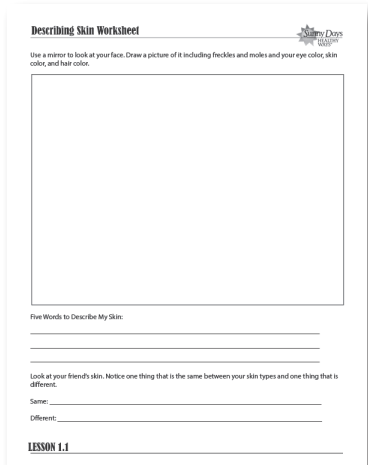 Describing Skin Worksheet
Sunny Days
HEALTHY
WAYS
Use a mirror to look at your face. Draw a picture of it including freckles and moles and your eye color, skin
color, and hair color.
Five Words to Describe My Skin:
Look at your friend's skin. Notice one thing that is the same between your skin types and one thing that is
different.
Same:
Dfferent:
LESSON 1.1